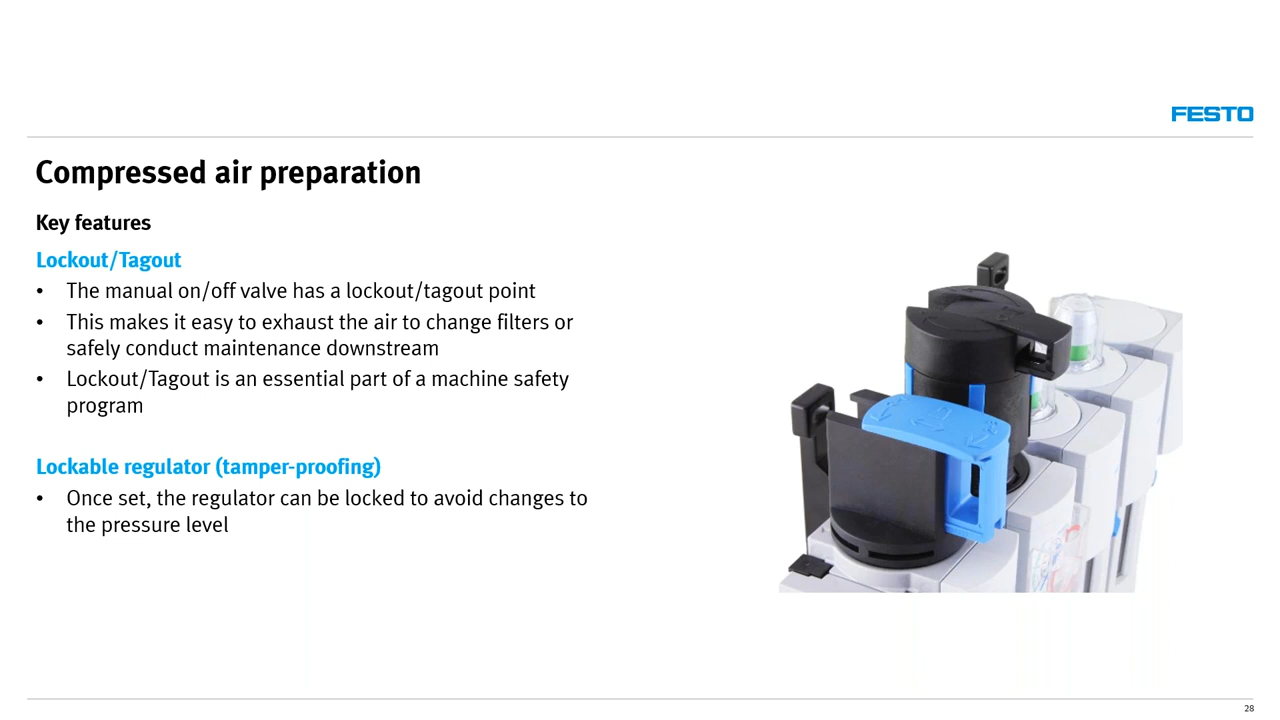 FESTO
Compressed air preparation
Key features
Lockout/Tagout
• The manual on/off valve has a lockout/tagout point
• This makes it easy to exhaust the air to change filters or
safely conduct maintenance downstream
• Lockout/Tagout is an essential part of a machine safety
program
Lockable regulator (tamper-proofing)
• Once set, the regulator can be locked to avoid changes to
the pressure level
28